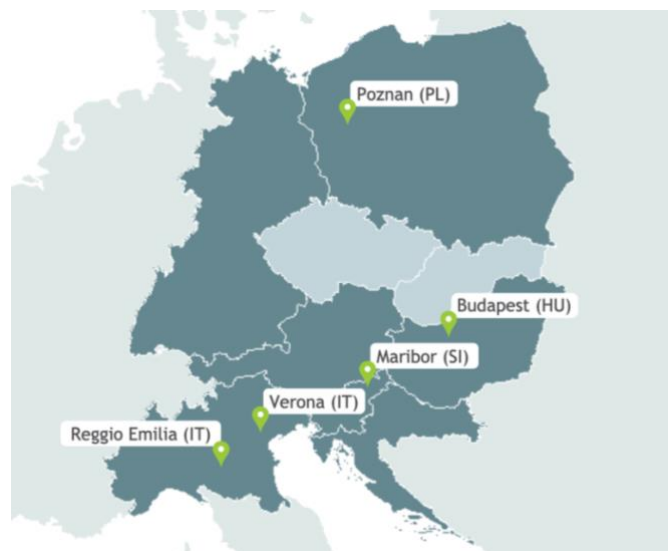 Poznan (PL)
Budapest (HU)
Maribor (SI)
Verona (IT)
Reggio Emilia (IT)